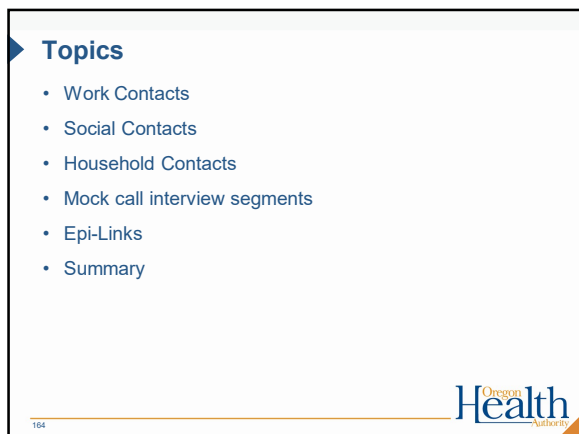 Topics
• Work Contacts
• Social Contacts
• Household Contacts
• Mock call interview segments
• Epi-Links
• Summary
164
Oregon
Health
Authority